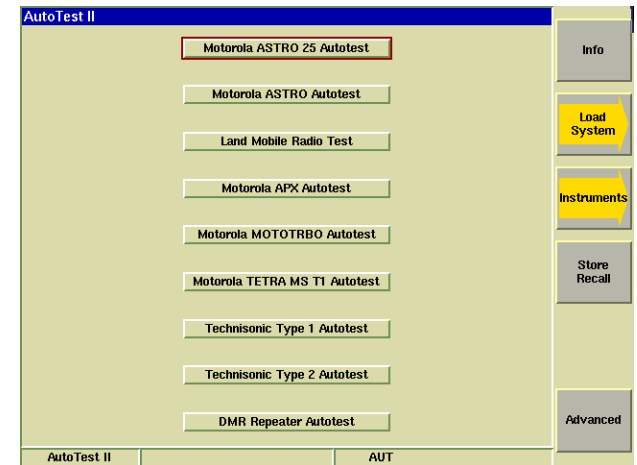 AutoTest II
Motorola ASTRO 25 Autotest
Motorola ASTRO Autotest
Land Mobile Radio Test
Motorola APX Autotest
Motorola MOTOTRBO Autotest
Motorola TETRA MS T1 Autotest
Technisonic Type 1 Autotest
Technisonic Type 2 Autotest
DMR Repeater Autotest
Info
Load
System
Instruments
Store
Recall
Advanced
AutoTest II
AUT